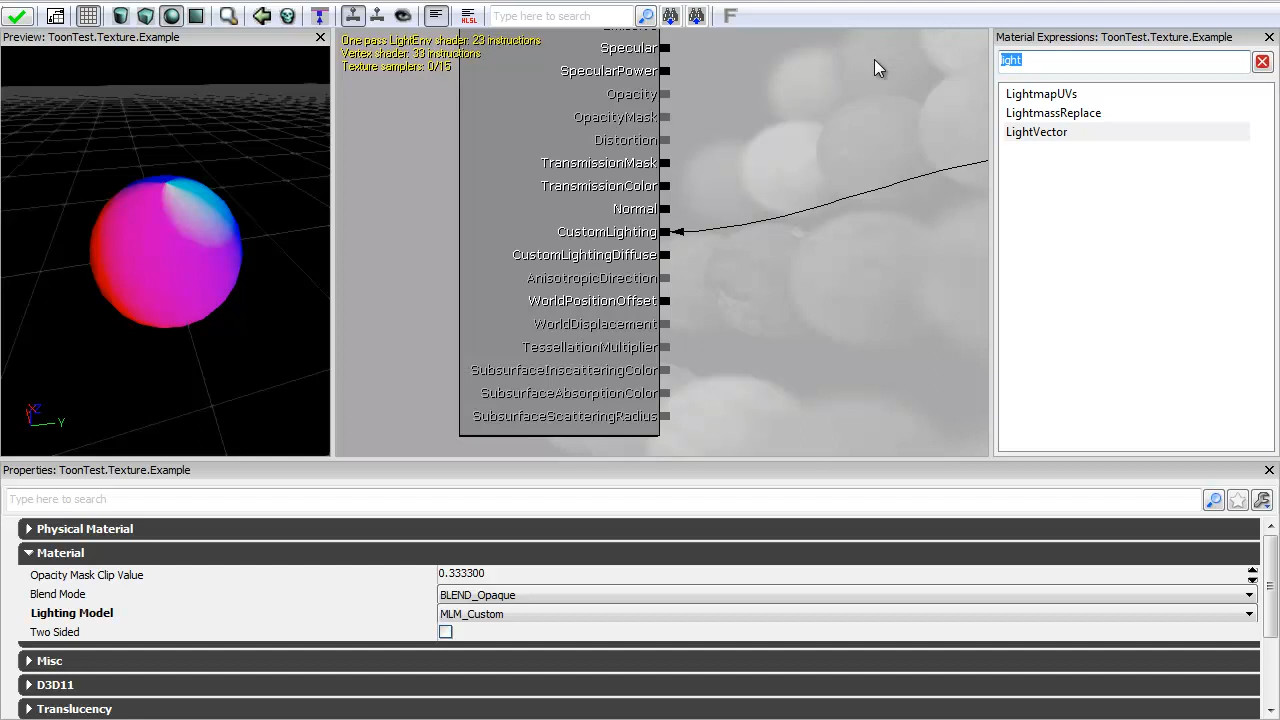 HLSL
Type here to search
F
Preview: ToonTest.Texture.Example
X
Y
One pass LightEnv shader: 23 instructions
Vertex shader: 33 instructions
Texture samplers: 0/15
Specular
SpecularPower
Opacity
OpacityMask
Distortion
TransmissionMask
TransmissionColor
Normal
CustomLighting
CustomLightingDiffuse
AnisotropicDirection
WorldPositionOffset
WorldDisplacement
TessellationMultiplier
SubsurfaceInscatteringColor
SubsurfaceAbsorptionColor
SubsurfaceScatteringRadius
Material Expressions: ToonTest.Texture.Example
light
LightmapUVs
LightmassReplace
LightVector
Properties: ToonTest.Texture.Example
Type here to search
Physical Material
Material
Opacity Mask Clip Value 0.333300
Blend Mode BLEND_Opaque
Lighting Model MLM_Custom
Two Sided
Misc
D3D11
Translucency